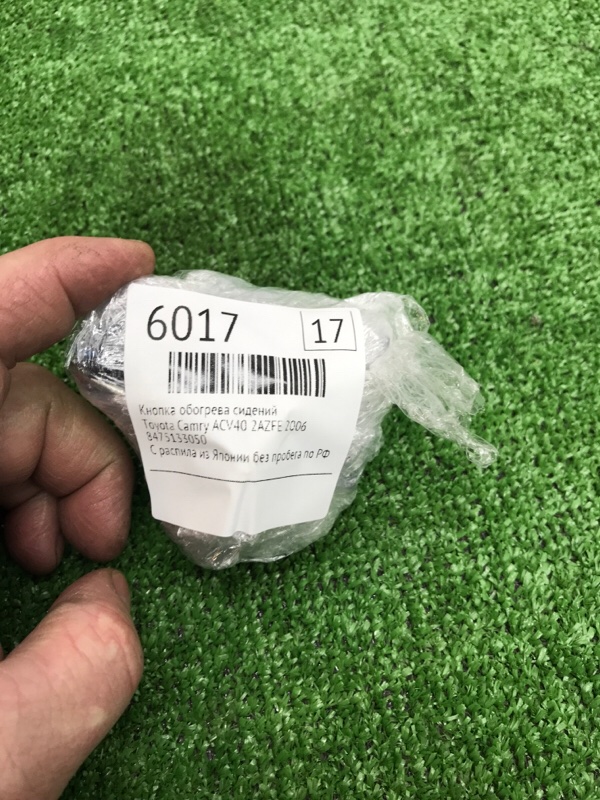 6017
17
Кнопка обогрева сидений
Toyota Camry ACV40 2AZFE 2006
8475133050
С распила из Японии без пробега по РФ